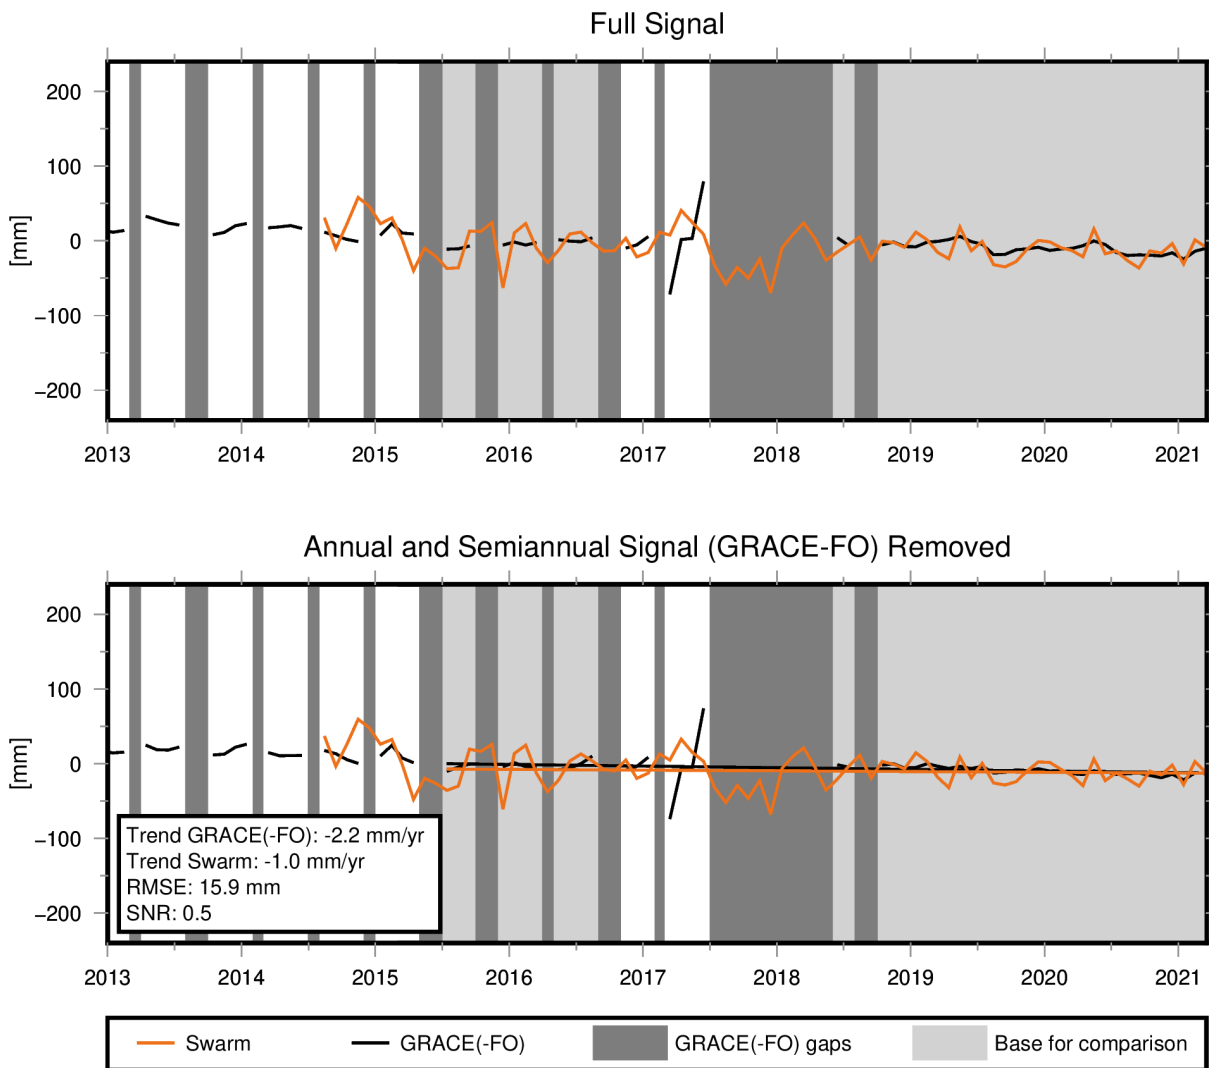 Full Signal
[mm]
200
100
0
−100
−200
2013 2014 2015 2016 2017 2018 2019 2020 2021
Annual and Semiannual Signal (GRACE-FO) Removed
[mm]
200
100
0
−100
−200
Trend GRACE(-FO): -2.2 mm/yr
Trend Swarm: -1.0 mm/yr
RMSE: 15.9 mm
SNR: 0.5
2013 2014 2015 2016 2017 2018 2019 2020 2021
Swarm GRACE(-FO) GRACE(-FO) gaps Base for comparison